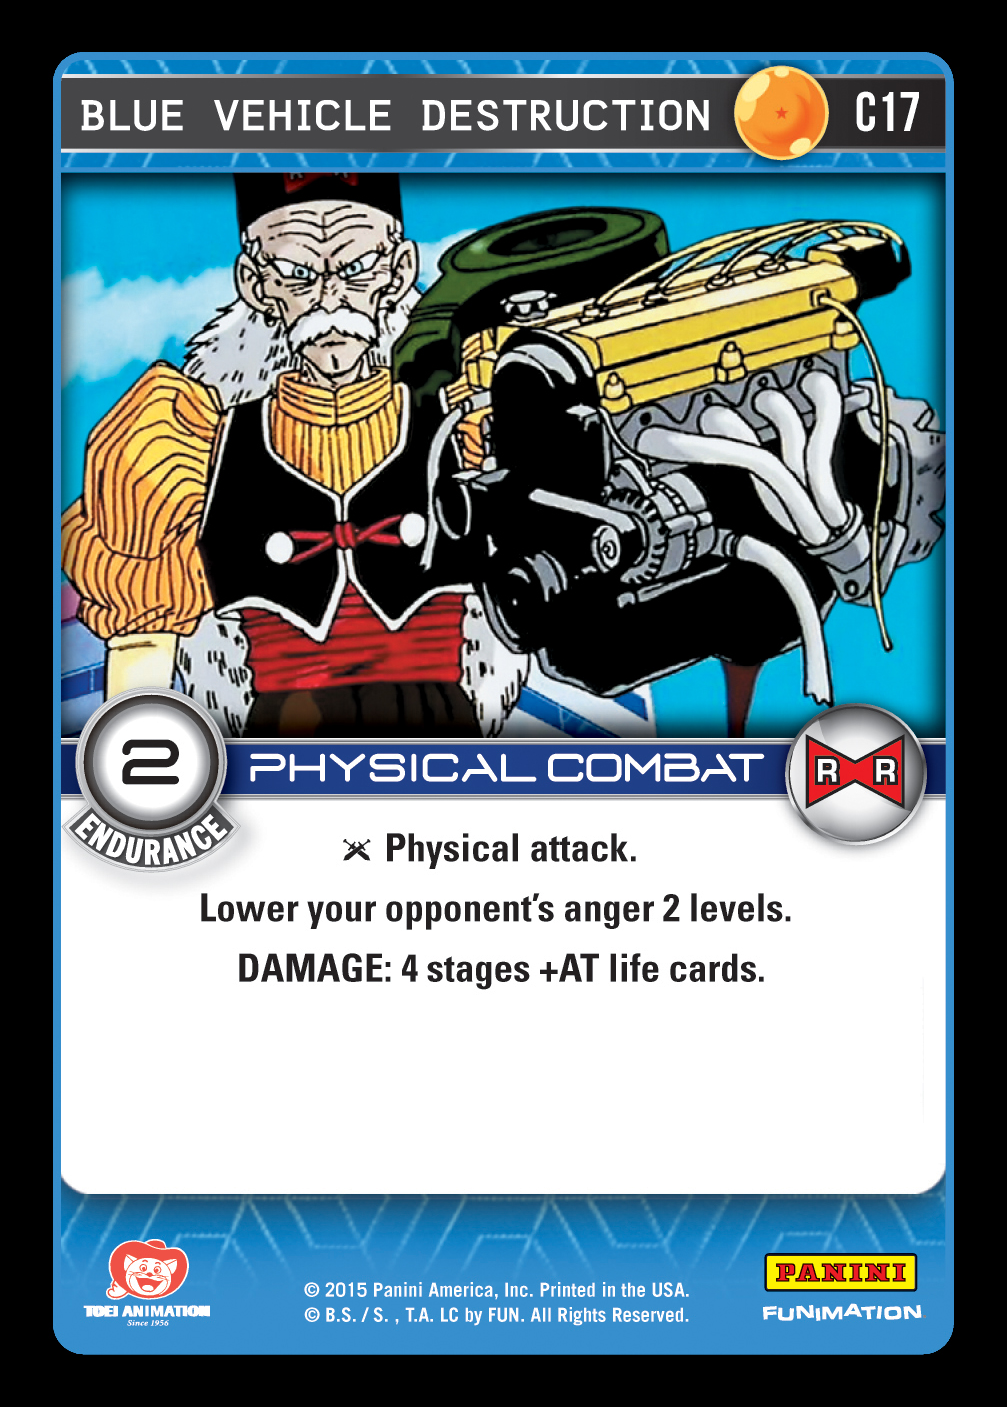 BLUE VEHICLE DESTRUCTION C17
2
ENDURANCE
PHYSICAL COMBAT
R R
Physical attack.
Lower your opponent's anger 2 levels.
DAMAGE: 4 stages +AT life cards.
TOEI ANIMATION
Since 1956
© 2015 Panini America, Inc. Printed in the USA.
© B.S. / S. , T.A. LC by FUN. All Rights Reserved.
PANINI
FUNIMATION